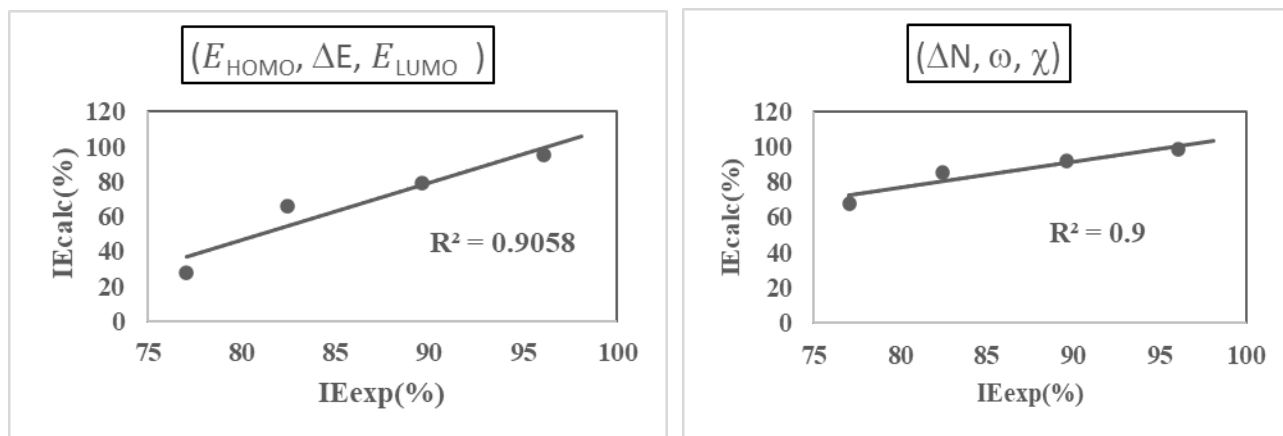 (E_HOMO, ΔE, E_LUMO )
120
100
80
60
40
20
0
IEcalc(%)
R² = 0.9058
75 80 85 90 95 100
IEexp(%)
(ΔN, ω, χ)
120
100
80
60
40
20
0
IEcalc(%)
R² = 0.9
75 80 85 90 95 100
IEexp(%)